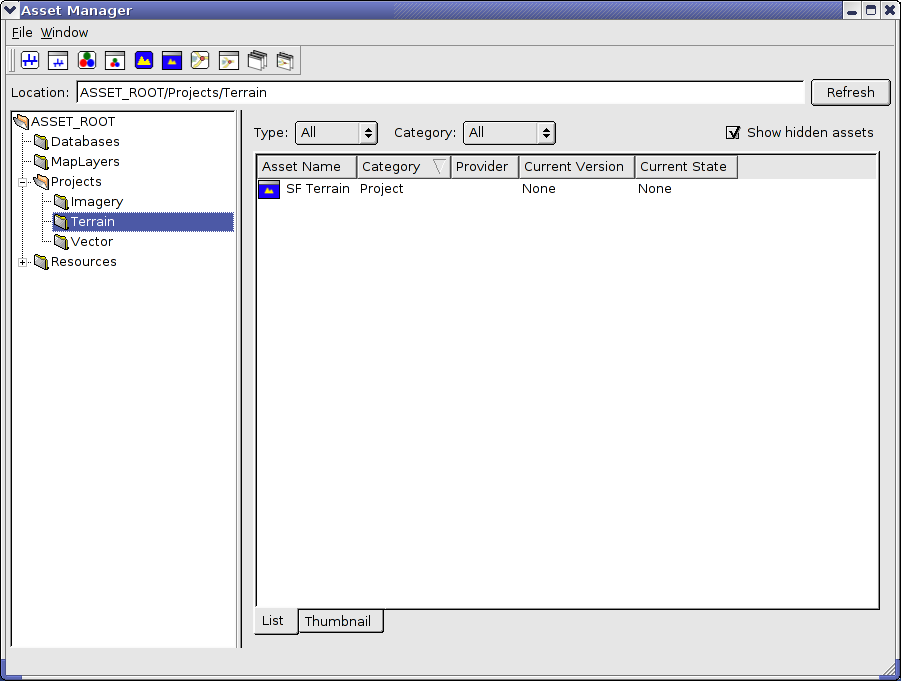 Asset Manager
File Window
Location: ASSET_ROOT/Projects/Terrain Refresh
ASSET_ROOT
Databases
MapLayers
Projects
Imagery
Terrain
Vector
Resources
Type: All Category: All Show hidden assets
Asset Name Category Provider Current Version Current State
SF Terrain Project None None
List Thumbnail